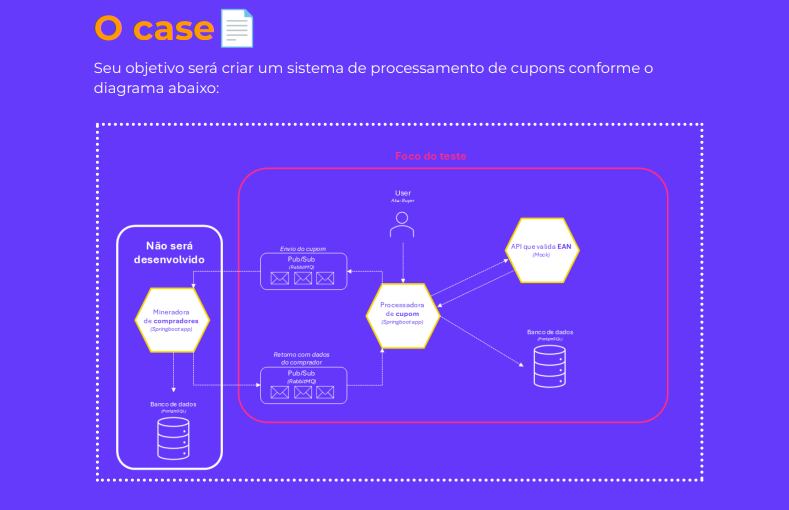 O case
Seu objetivo será criar um sistema de processamento de cupons conforme o
diagrama abaixo:
Foco do teste
User
Aka: Buyer
Não será
desenvolvido
Envio do cupom
Pub/Sub
(RabbitMQ)
API que valida EAN
(Mock)
Mineradora
de compradores
(Springboot app)
Processadora
de cupom
(Springboot app)
Banco de dados
(PostgreSQL)
Retorno com dados
do comprador
Pub/Sub
(RabbitMQ)
Banco de dados
(PostgreSQL)